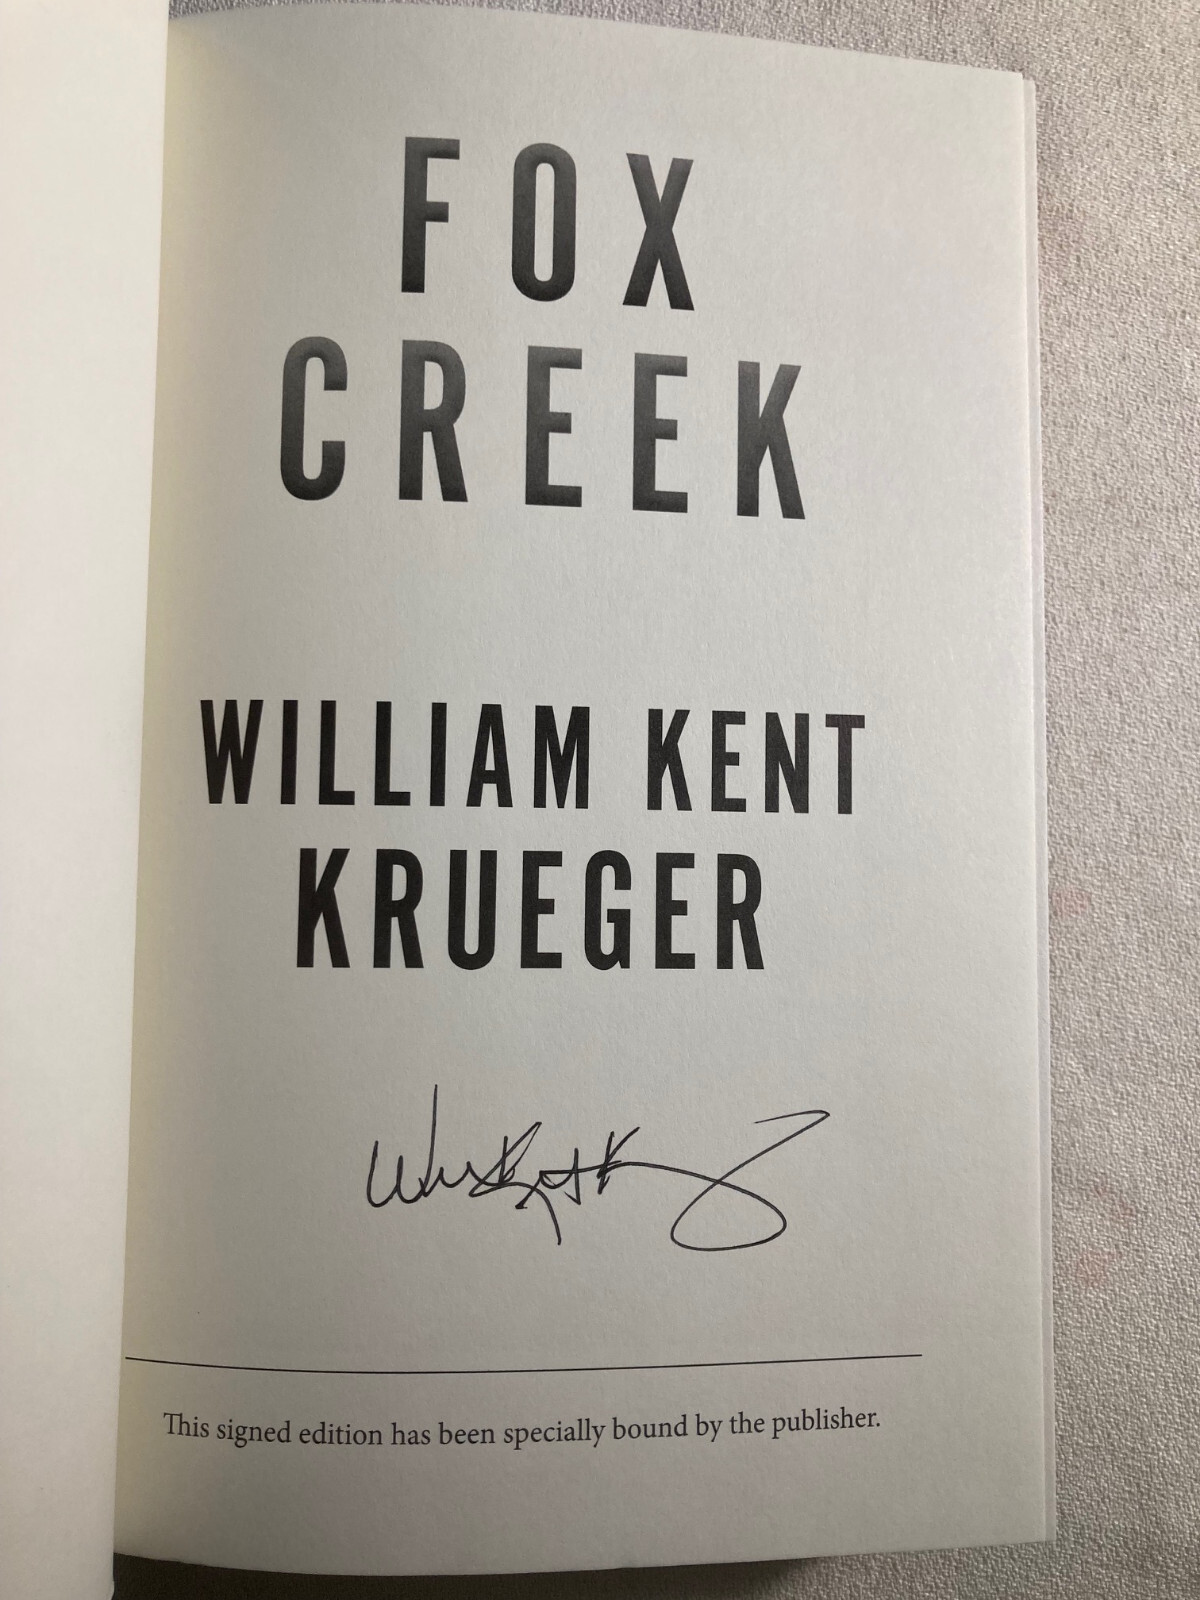 FOX
CREEK
WILLIAM KENT
KRUEGER
This signed edition has been specially bound by the publisher.